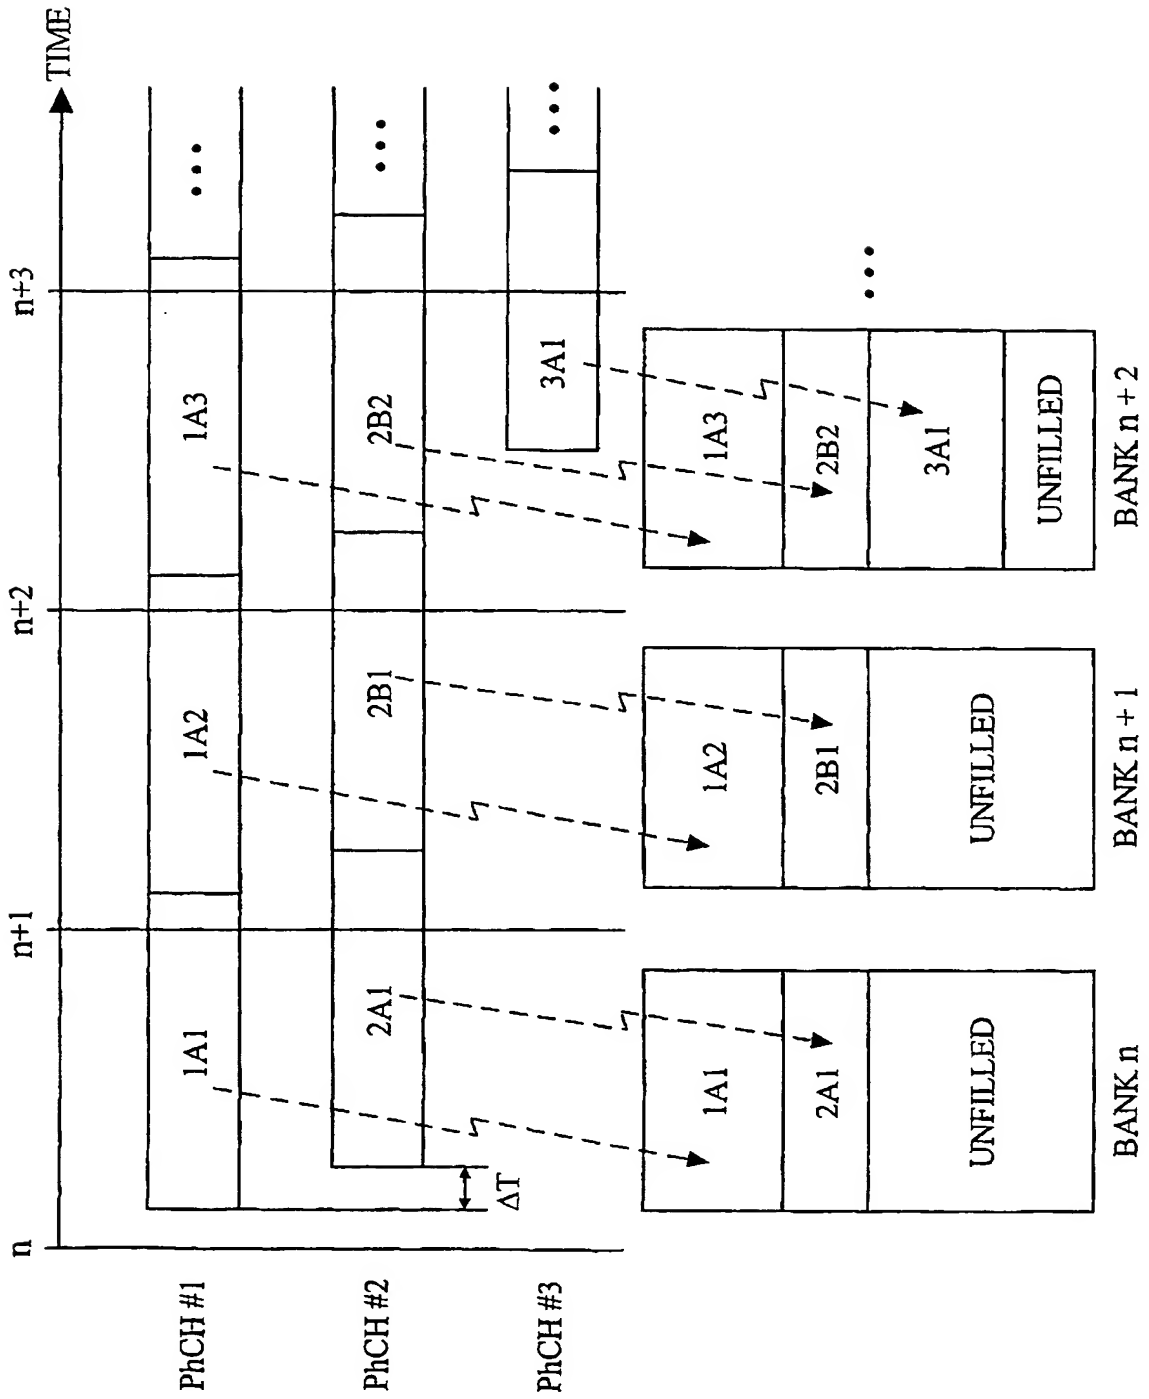 TIME
n
n+1
n+2
n+3
PhCH #1
1A1
1A2
1A3
•••
PhCH #2
2A1
2B1
2B2
•••
ΔT
PhCH #3
3A1
•••
1A1
2A1
UNFILLED
BANK n
1A2
2B1
UNFILLED
BANK n + 1
1A3
2B2
3A1
UNFILLED
BANK n + 2
•••